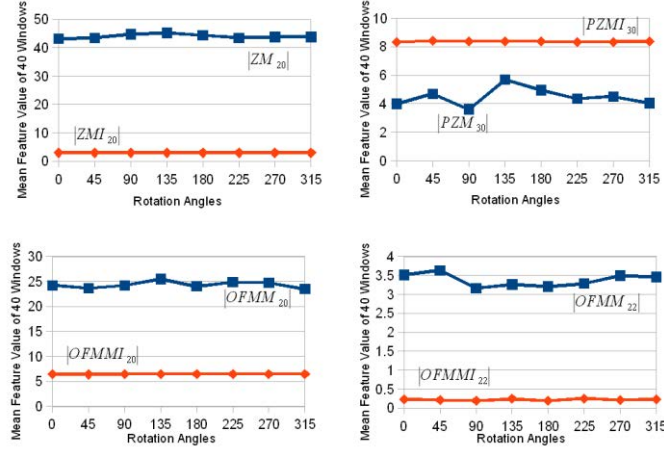 Mean Feature Value of 40 Windows
50
40
30
20
10
0
|ZM 20|
|ZMI 20|
0 45 90 135 180 225 270 315
Rotation Angles
Mean Feature Value of 40 Windows
10
8
6
4
2
0
|PZMI 30|
|PZM 30|
0 45 90 135 180 225 270 315
Rotation Angles
Mean Feature Value of 40 Windows
30
25
20
15
10
5
0
|OFMM 20|
|OFMMI 20|
0 45 90 135 180 225 270 315
Rotation Angles
Mean Feature Value of 40 Windows
4
3.5
3
2.5
2
1.5
1
0.5
0
|OFMM 22|
|OFMMI 22|
0 45 90 135 180 225 270 315
Rotation Angles